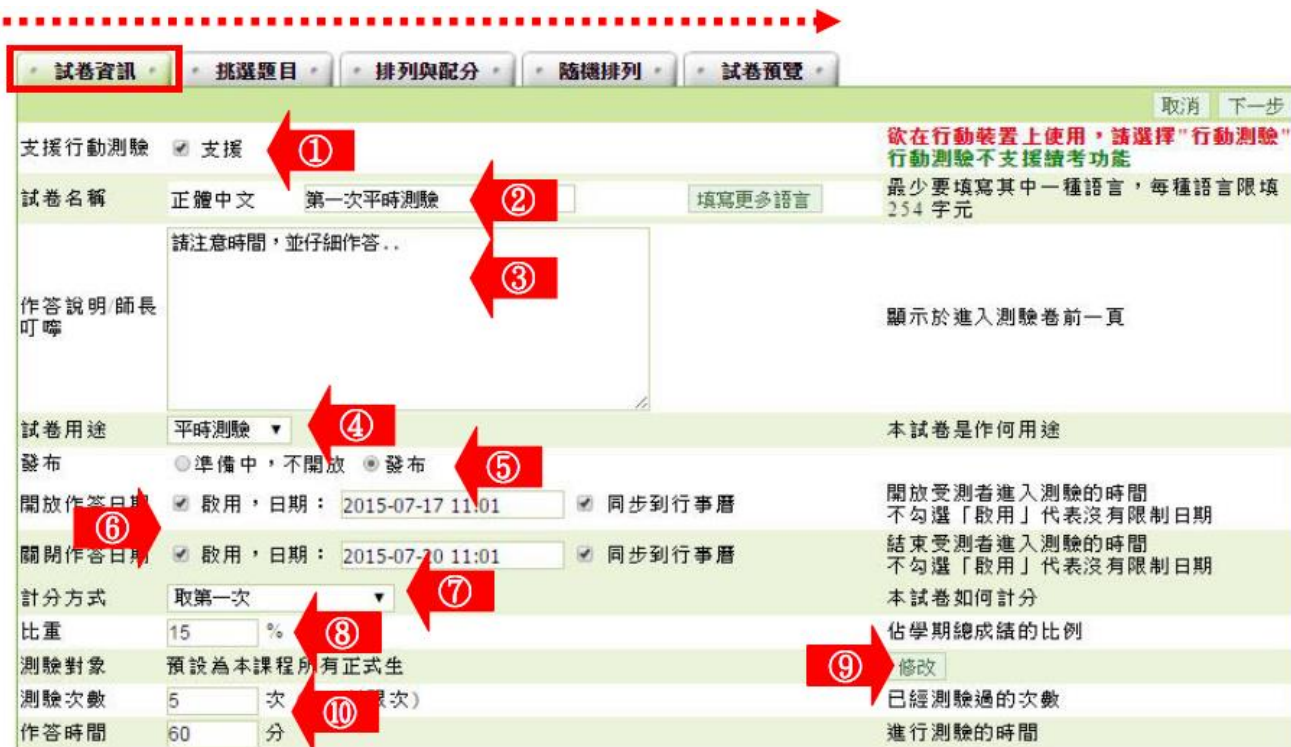 試卷資訊 挑選題目 排列與配分 隨機排列 試卷預覽
取消 下一步
支援行動測驗 支援 ① 欲在行動裝置上使用,請選擇"行動測驗"
行動測驗不支援續考功能
試卷名稱 正體中文 第一次平時測驗 ② 填寫更多語言 最少要填寫其中一種語言,每種語言限填
254 字元
請注意時間,並仔細作答..
③
作答說明/師長
叮嚀
顯示於進入測驗卷前一頁
試卷用途 平時測驗 ④ 本試卷是作何用途
發布 準備中,不開放 發布 ⑤
開放作答日期 啟用,日期: 2015-07-17 11:01 同步到行事曆 開放受測者進入測驗的時間
不勾選「啟用」代表沒有限制日期
⑥
關閉作答日期 啟用,日期: 2015-07-20 11:01 同步到行事曆 結束受測者進入測驗的時間
不勾選「啟用」代表沒有限制日期
計分方式 取第一次 ⑦ 本試卷如何計分
比重 15 % ⑧ 佔學期總成績的比例
測驗對象 預設為本課程所有正式生 ⑨ 修改
測驗次數 5 次 限次) 已經測驗過的次數
⑩
作答時間 60 分 進行測驗的時間